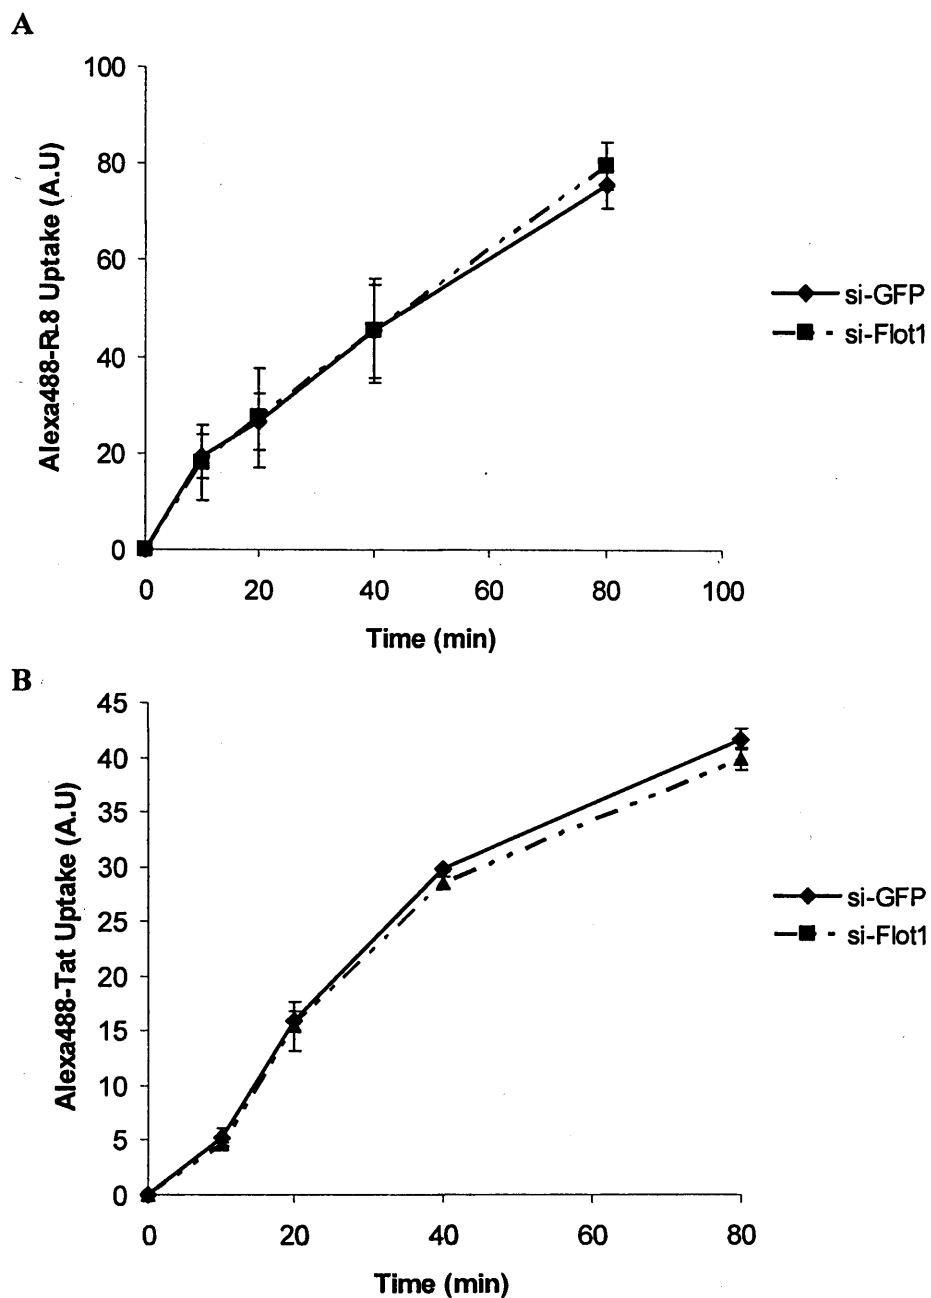 A
100
80
60
40
20
0
Alexa488-R8 Uptake (A.U)
0 20 40 60 80 100
Time (min)
si-GFP
si-Flot1
B
45
40
35
30
25
20
15
10
5
0
Alexa488-Tat Uptake (A.U)
0 20 40 60 80
Time (min)
si-GFP
si-Flot1